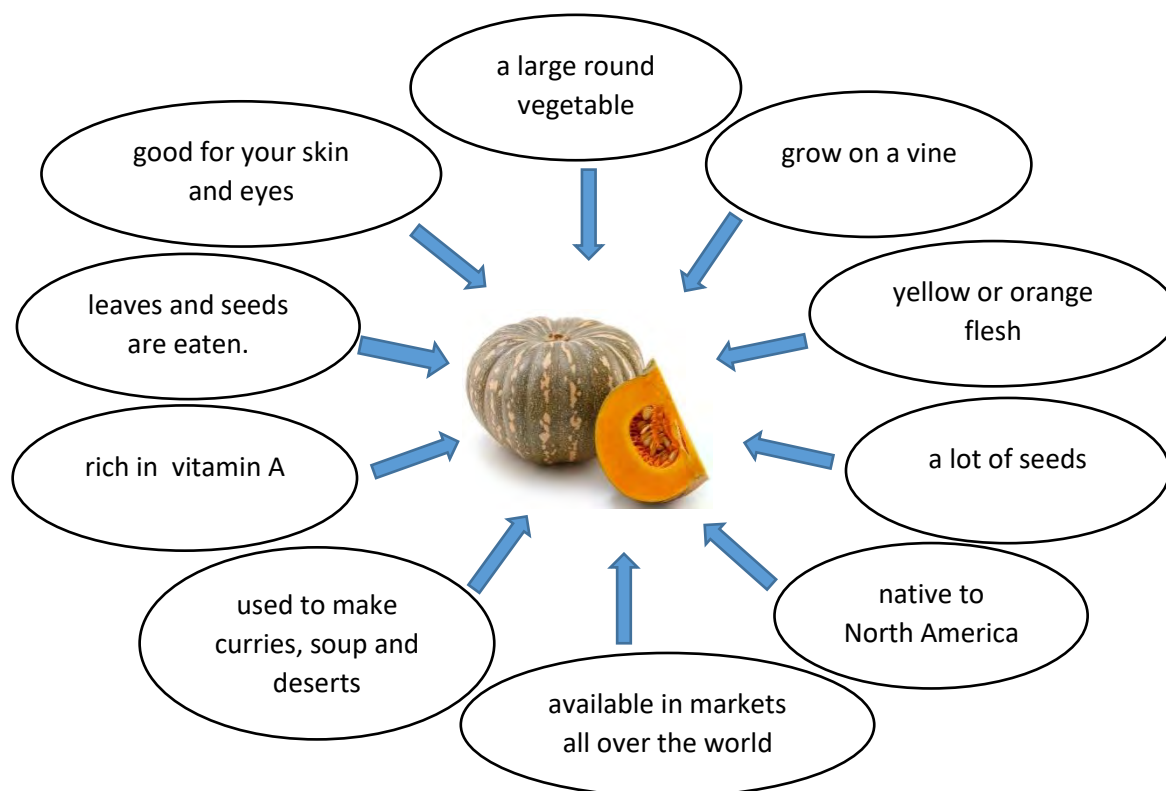 a large round
vegetable
grow on a vine
yellow or orange
flesh
a lot of seeds
native to
North America
available in markets
all over the world
used to make
curries, soup and
deserts
rich in  vitamin A
leaves and seeds
are eaten.
good for your skin
and eyes